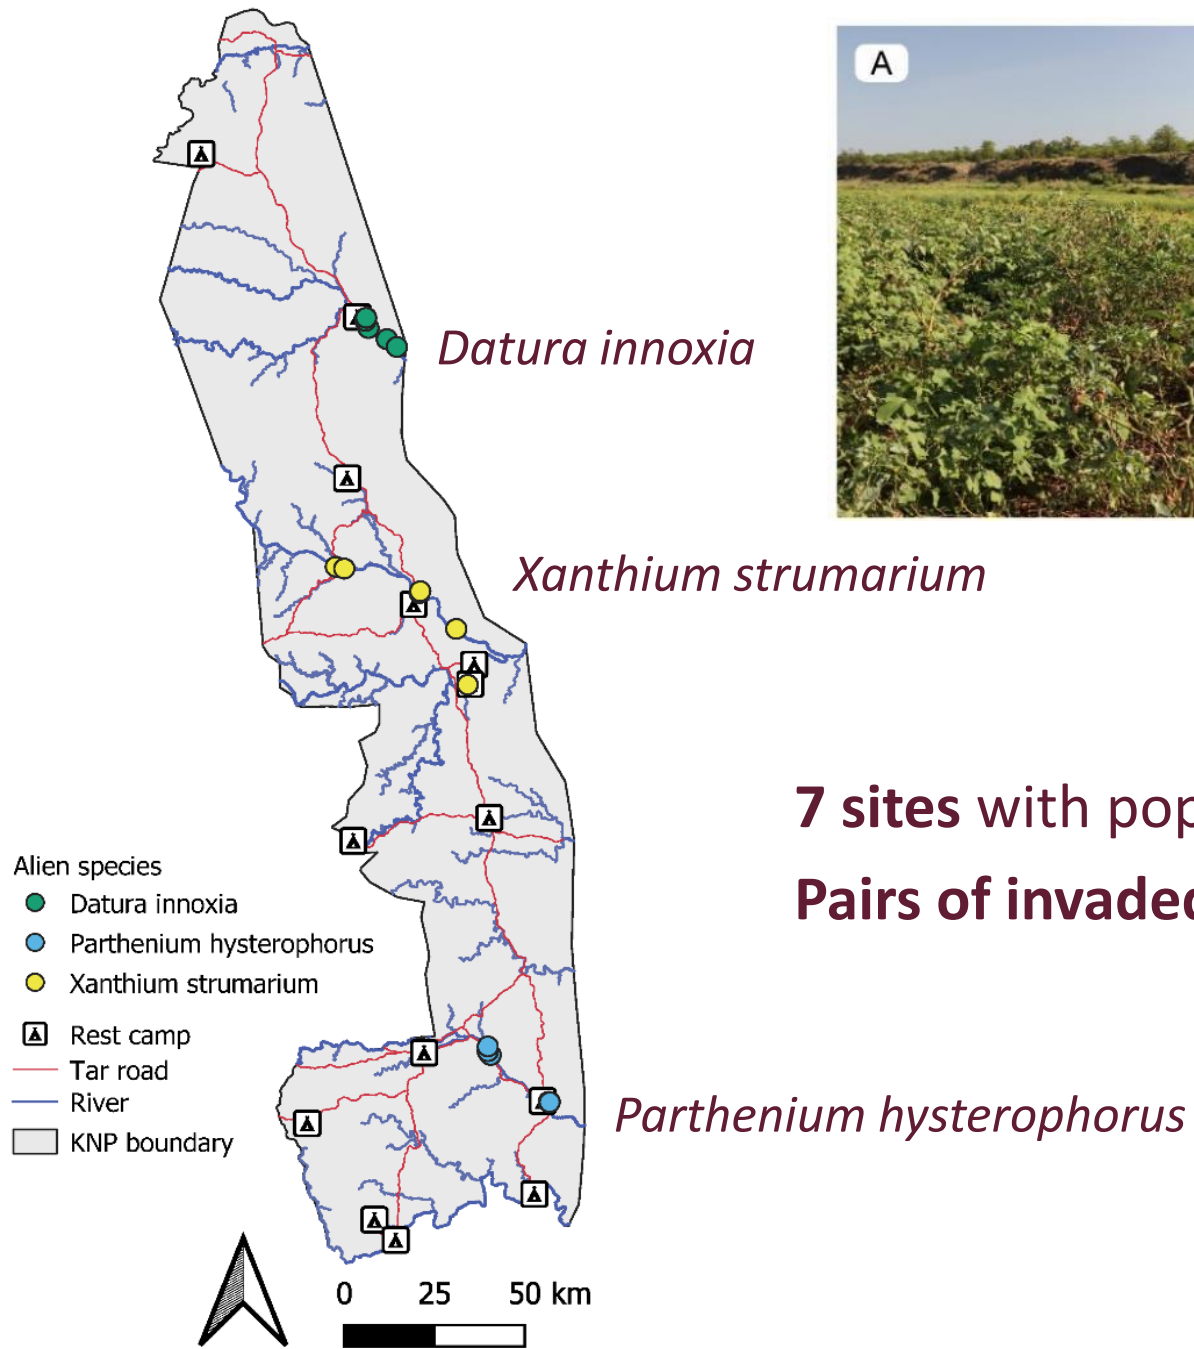 A
Datura innoxia
Xanthium strumarium
7 sites with pop
Pairs of invaded
Alien species
Datura innoxia
Parthenium hysterophorus
Xanthium strumarium
Rest camp
Tar road
River
KNP boundary
Parthenium hysterophorus
0 25 50 km